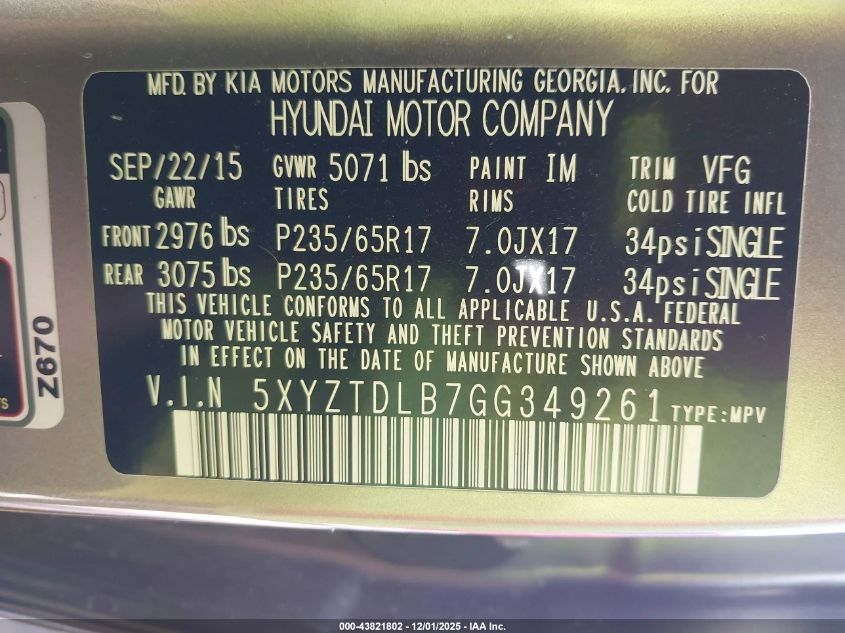 MFD. BY KIA MOTORS MANUFACTURING GEORGIA, INC. FOR
HYUNDAI MOTOR COMPANY
SEP/22/15 GVWR 5071 lbs PAINT IM TRIM VFG
GAWR TIRES RIMS COLD TIRE INFL
FRONT 2976 lbs P235/65R17 7.0JX17 34psi SINGLE
REAR 3075 lbs P235/65R17 7.0JX17 34psi SINGLE
THIS VEHICLE CONFORMS TO ALL APPLICABLE U.S.A. FEDERAL
MOTOR VEHICLE SAFETY AND THEFT PREVENTION STANDARDS
IN EFFECT ON THE DATE OF MANUFACTURE SHOWN ABOVE
V.I.N 5XYZTDLB7GG349261 TYPE:MPV
Z670
000-43821802 - 12/01/2025 - IAA Inc.